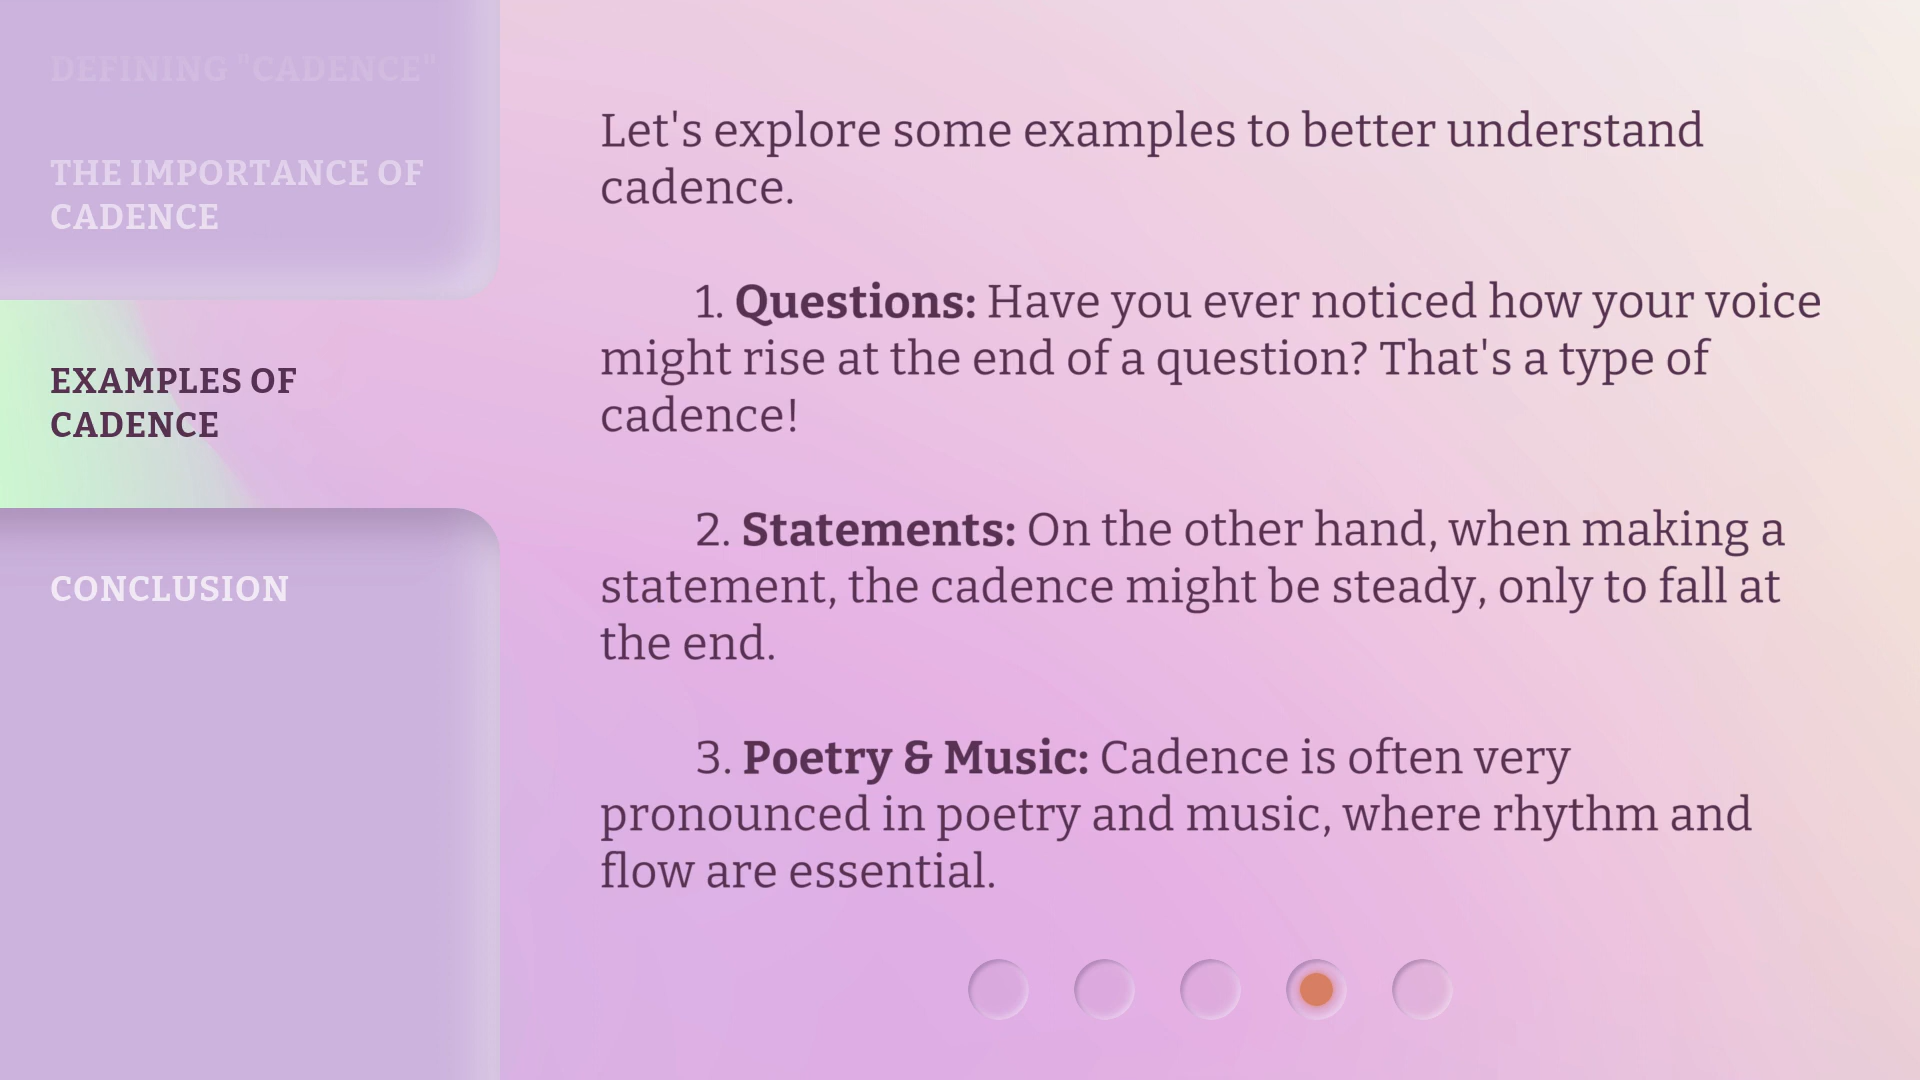 DEFINING "CADENCE"
THE IMPORTANCE OF
CADENCE
EXAMPLES OF
CADENCE
CONCLUSION
Let's explore some examples to better understand
cadence.
1. Questions: Have you ever noticed how your voice
might rise at the end of a question? That's a type of
cadence!
2. Statements: On the other hand, when making a
statement, the cadence might be steady, only to fall at
the end.
3. Poetry & Music: Cadence is often very
pronounced in poetry and music, where rhythm and
flow are essential.